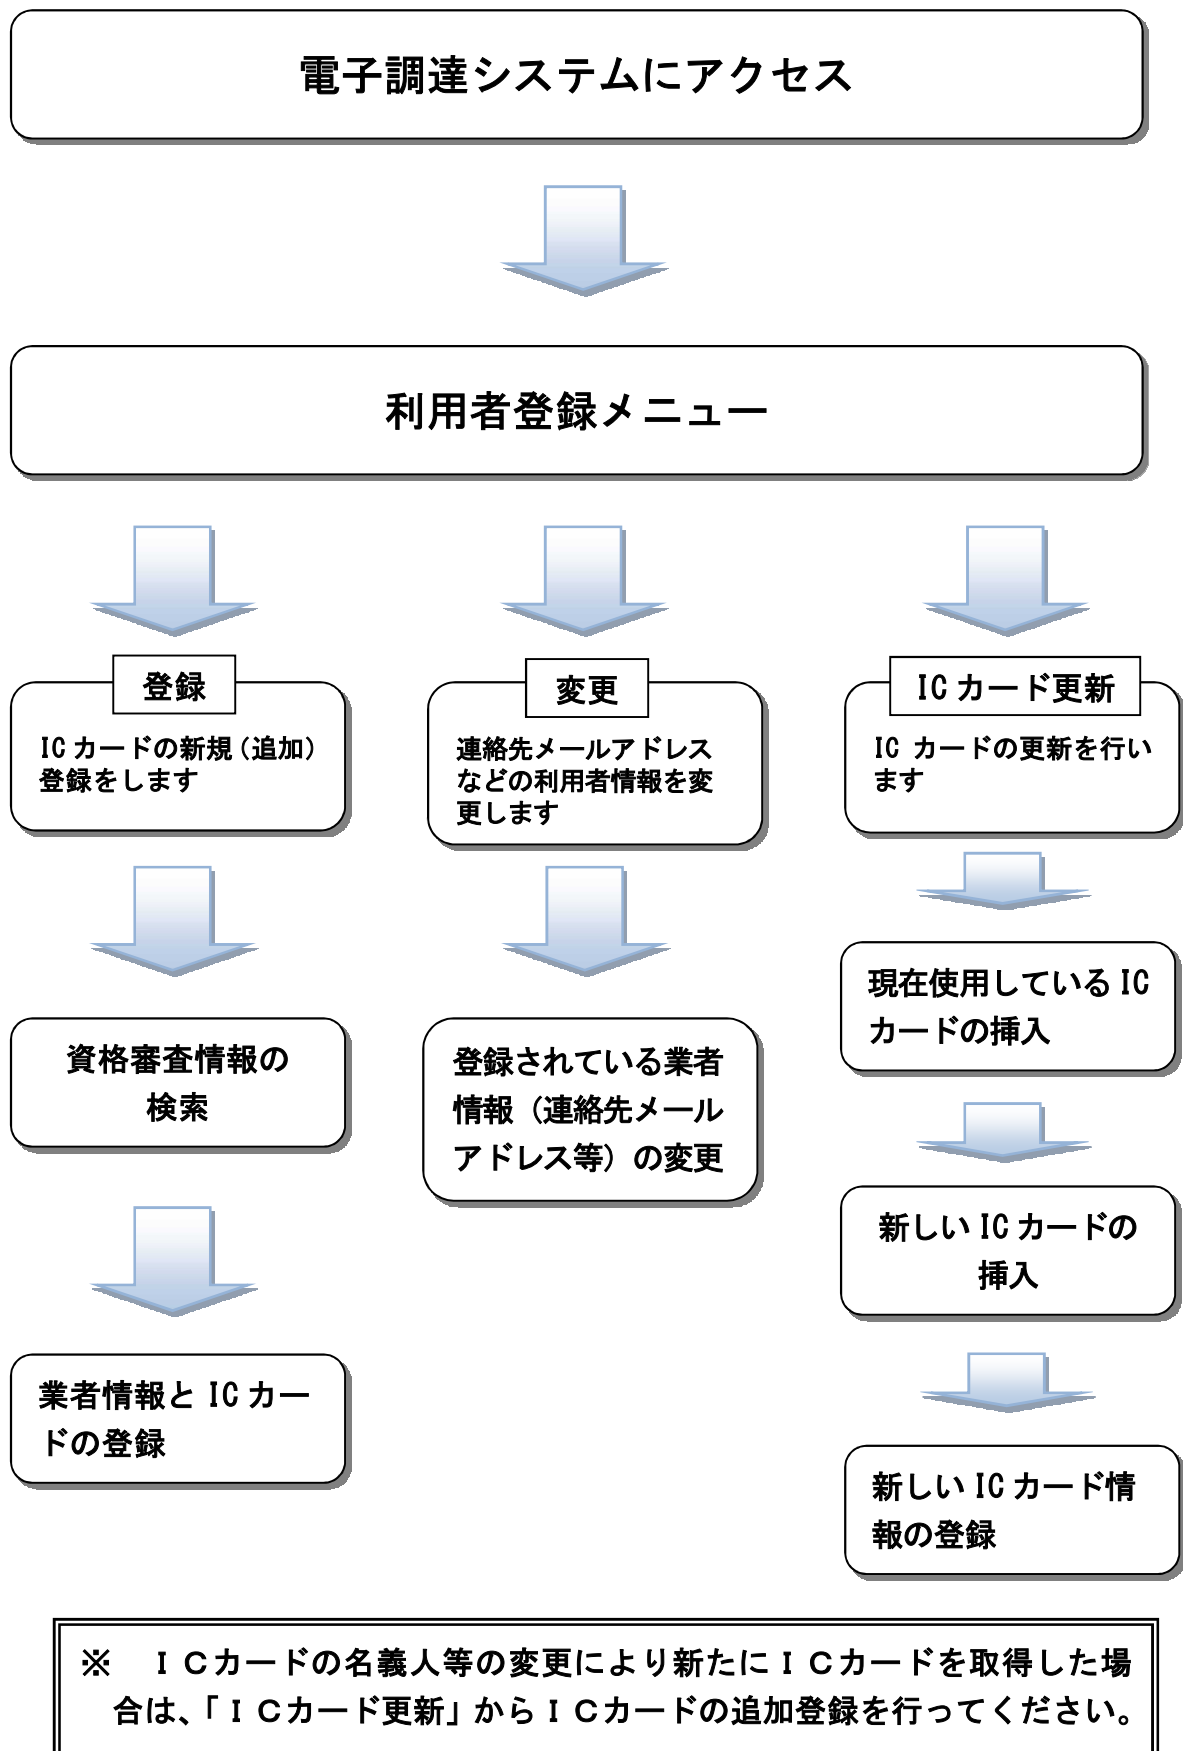 電子調達システムにアクセス
利用者登録メニュー
登録
ICカードの新規（追加）
登録をします
資格審査情報の
検索
業者情報とICカー
ドの登録
変更
連絡先メールアドレス
などの利用者情報を変
更します
登録されている業者
情報（連絡先メール
アドレス等）の変更
ICカード更新
IC カードの更新を行い
ます
現在使用しているIC
カードの挿入
新しいICカードの
挿入
新しいICカード情
報の登録
※　ＩＣカードの名義人等の変更により新たにＩＣカードを取得した場
合は、「ＩＣカード更新」からＩＣカードの追加登録を行ってください。